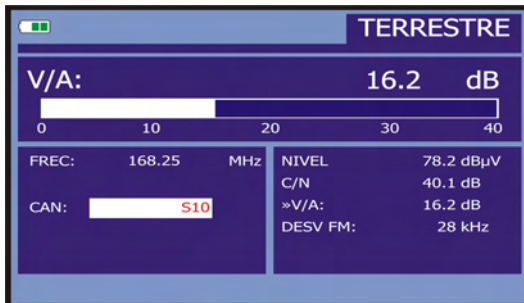 TERRESTRE
V/A: 16.2 dB
0 10 20 30 40
FREC: 168.25 MHz
CAN: S10
NIVEL 78.2 dBµV
C/N 40.1 dB
»V/A: 16.2 dB
DESV FM: 28 kHz